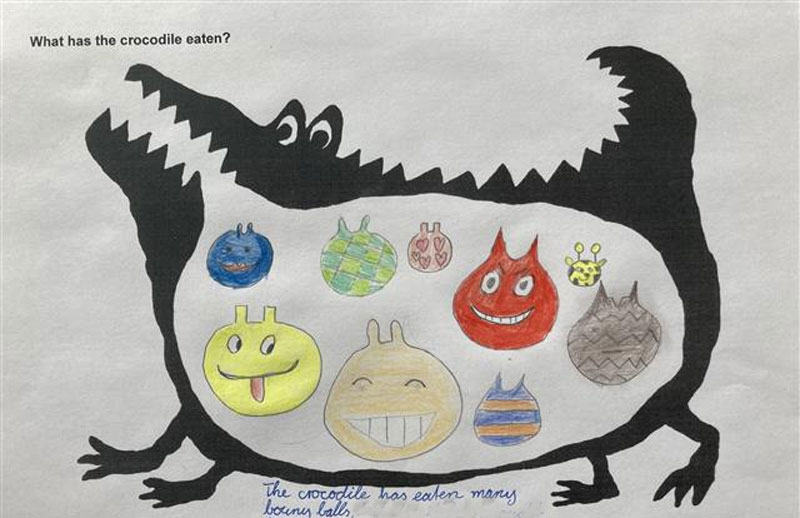 What has the crocodile eaten?
The crocodile has eaten many
bouny balls.